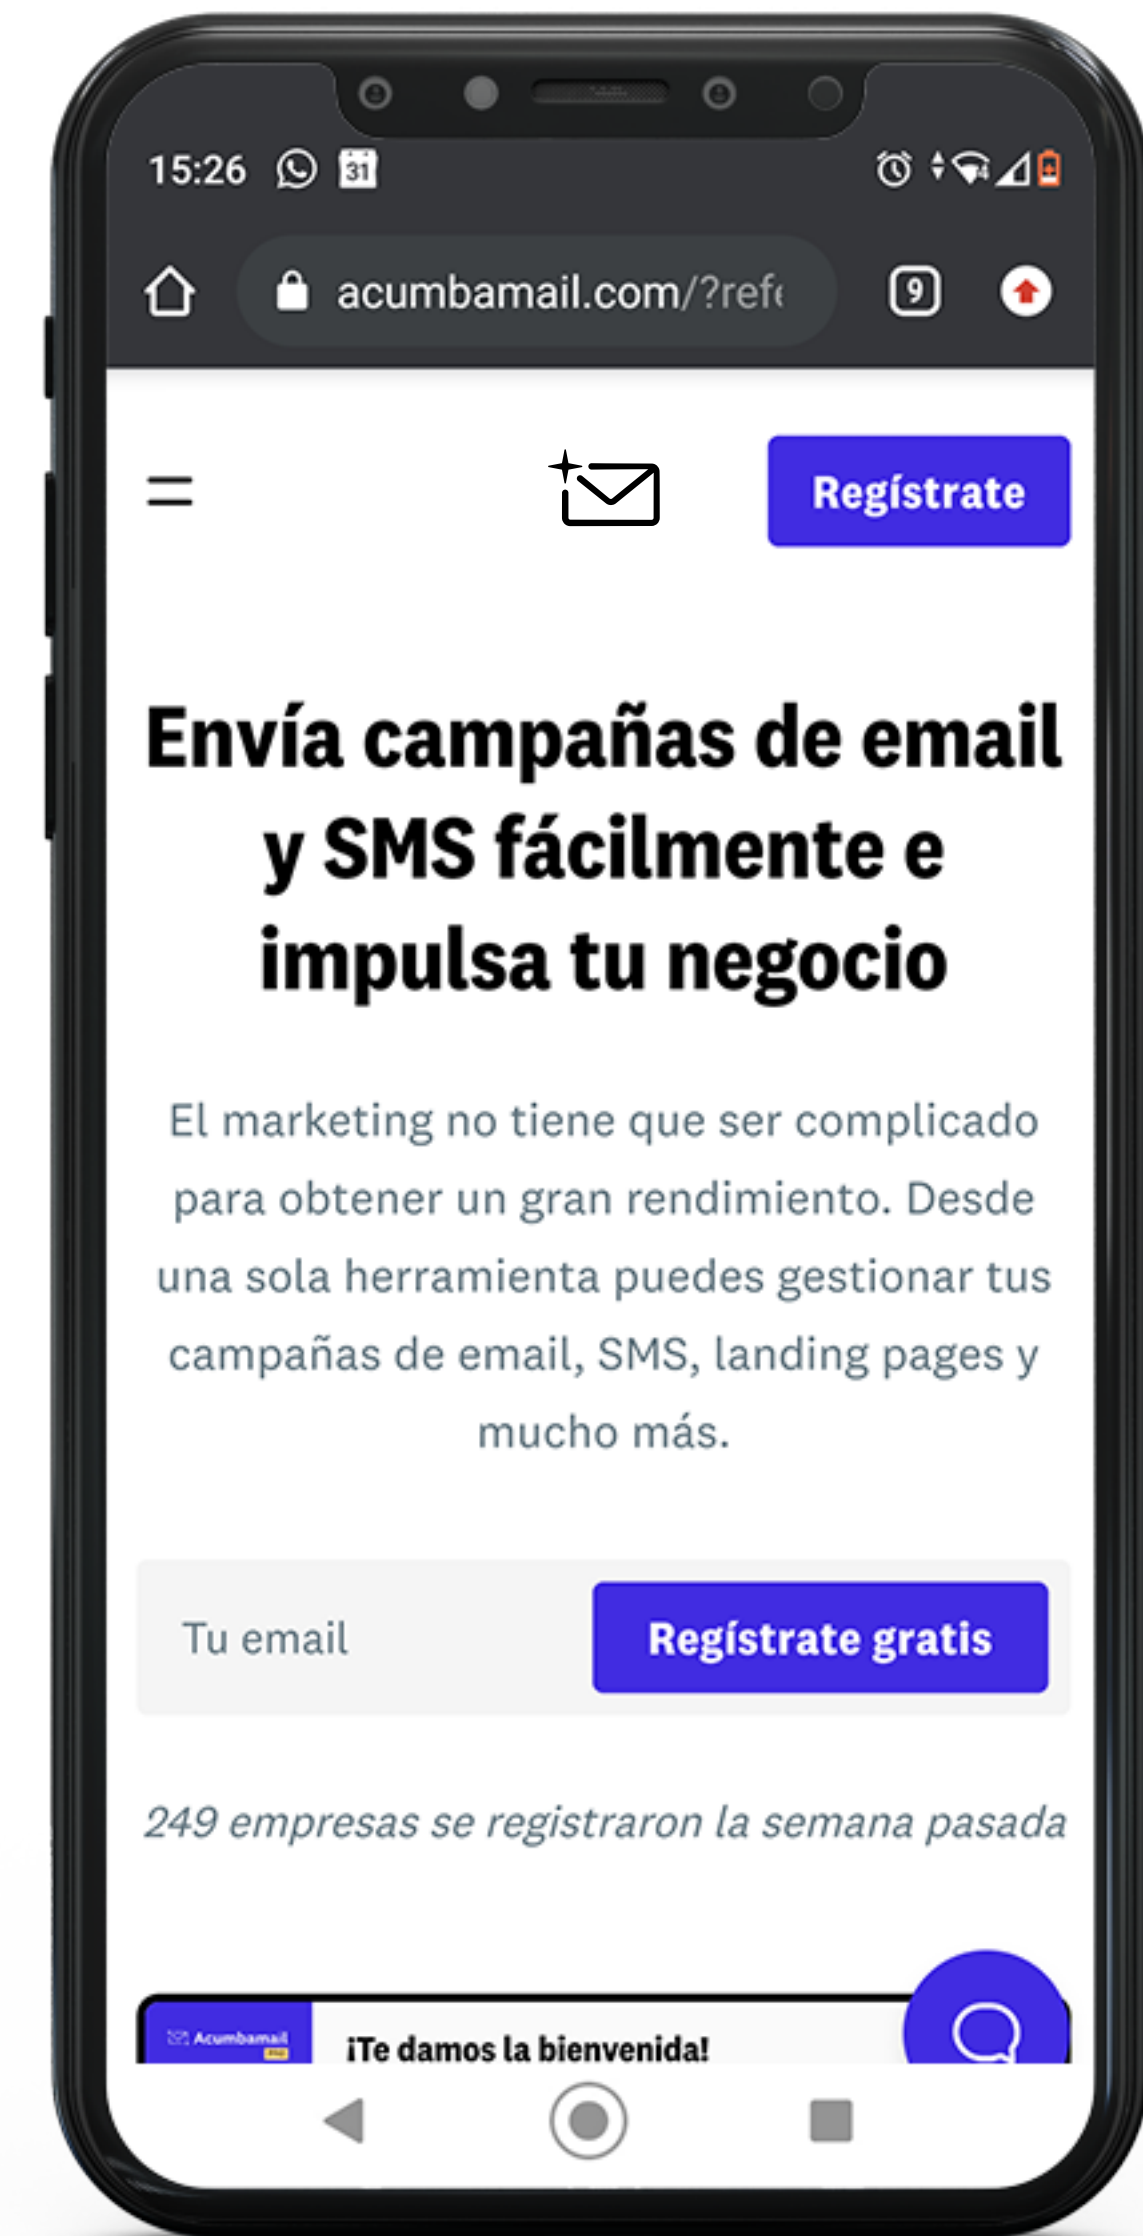 15:26
31
acumbamail.com/?refe
9
Regístrate
Envía campañas de email
y SMS fácilmente e
impulsa tu negocio
El marketing no tiene que ser complicado
para obtener un gran rendimiento. Desde
una sola herramienta puedes gestionar tus
campañas de email, SMS, landing pages y
mucho más.
Tu email
Regístrate gratis
249 empresas se registraron la semana pasada
Acumbamail
¡Te damos la bienvenida!